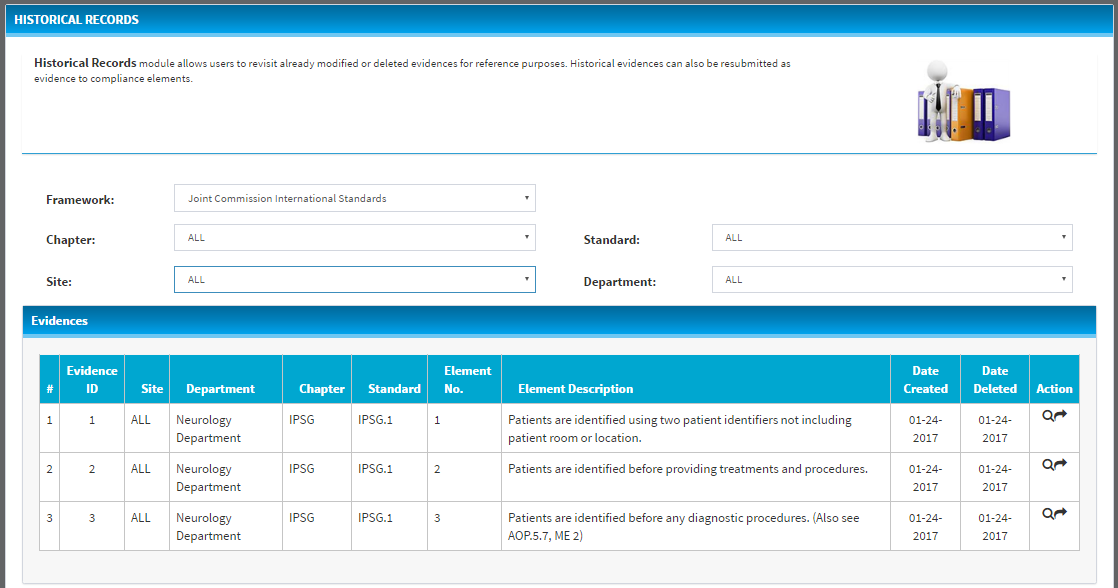 HISTORICAL RECORDS
Historical Records module allows users to revisit already modified or deleted evidences for reference purposes. Historical evidences can also be resubmitted as
evidence to compliance elements.
Framework: Joint Commission International Standards
Chapter: ALL Standard: ALL
Site: ALL Department: ALL
Evidences
# Evidence ID Site Department Chapter Standard Element No. Element Description Date Created Date Deleted Action
1 1 ALL Neurology Department IPSG IPSG.1 1 Patients are identified using two patient identifiers not including patient room or location. 01-24-2017 01-24-2017
2 2 ALL Neurology Department IPSG IPSG.1 2 Patients are identified before providing treatments and procedures. 01-24-2017 01-24-2017
3 3 ALL Neurology Department IPSG IPSG.1 3 Patients are identified before any diagnostic procedures. (Also see AOP.5.7, ME 2) 01-24-2017 01-24-2017